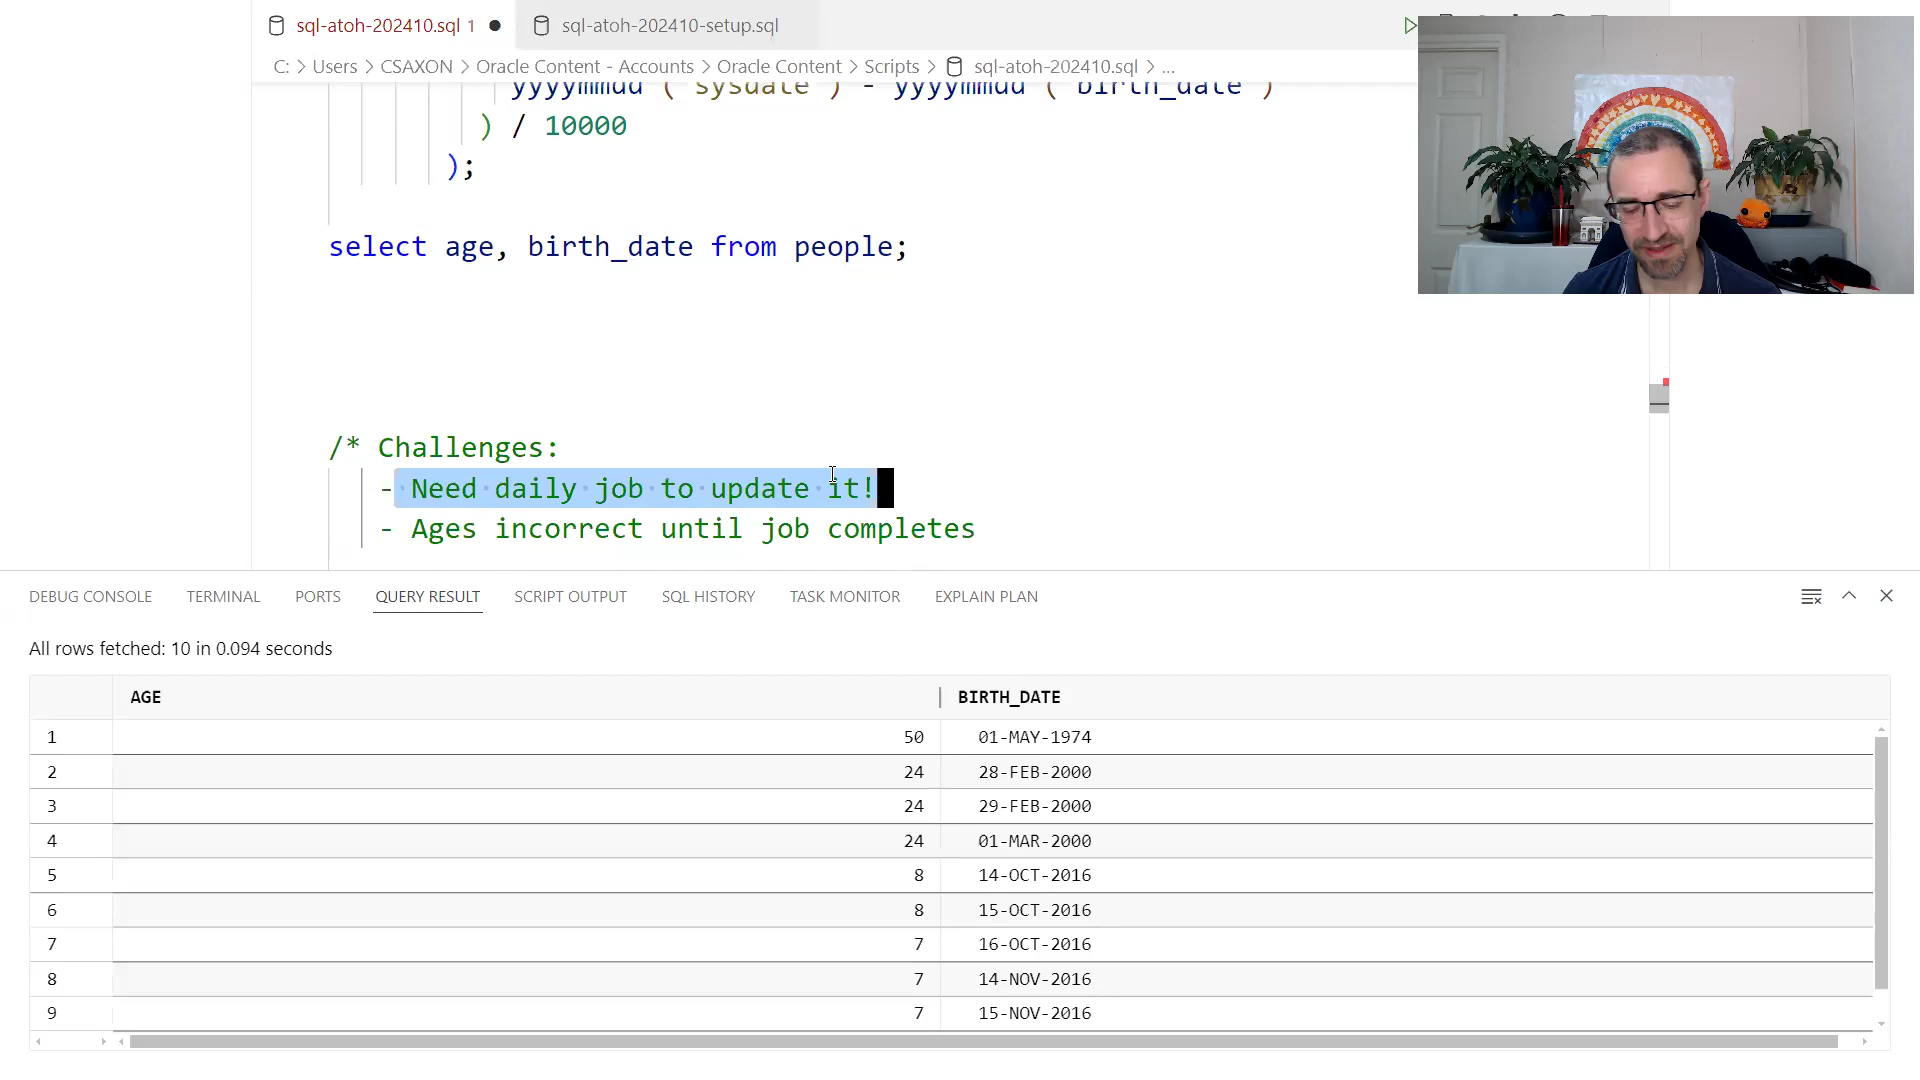 sql-atoh-202410.sql 1
sql-atoh-202410-setup.sql
C: > Users > CSAXON > Oracle Content - Accounts > Oracle Content > Scripts > sql-atoh-202410.sql > ...
yyyymmdd ( sysdate ) - yyyymmdd ( birth_date )
) / 10000
);
select age, birth_date from people;
/* Challenges:
- Need daily job to update it!
- Ages incorrect until job completes
DEBUG CONSOLE TERMINAL PORTS QUERY RESULT SCRIPT OUTPUT SQL HISTORY TASK MONITOR EXPLAIN PLAN
All rows fetched: 10 in 0.094 seconds
AGE BIRTH_DATE
1 50 01-MAY-1974
2 24 28-FEB-2000
3 24 29-FEB-2000
4 24 01-MAR-2000
5 8 14-OCT-2016
6 8 15-OCT-2016
7 7 16-OCT-2016
8 7 14-NOV-2016
9 7 15-NOV-2016